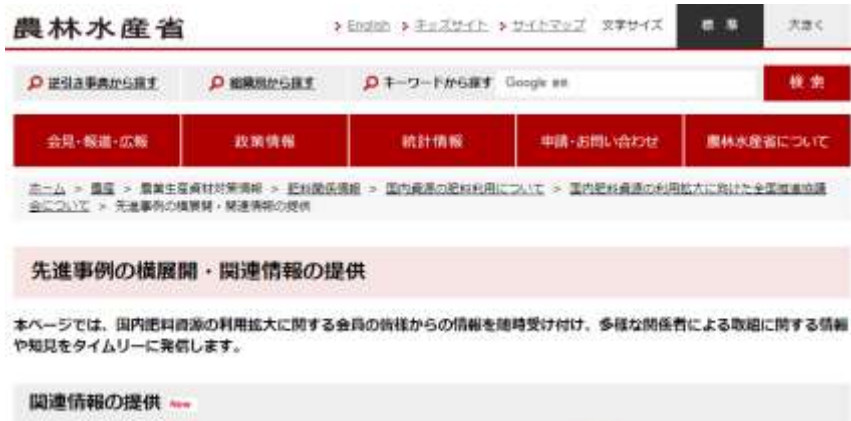 農林水産省
English キッズサイト サイトマップ 文字サイズ 標準 大きく
逆引き事典から探す 組織別から探す キーワードから探す Google 検索
会見・報道・広報 政策情報 統計情報 申請・お問い合わせ 農林水産省について
ホーム > 農産 > 農業生産資材対策情報 > 肥料関係情報 > 国内資源の肥料利用について > 国内肥料資源の利用拡大に向けた全国推進協議
会について > 先進事例の横展開・関連情報の提供
先進事例の横展開・関連情報の提供
本ページでは、国内肥料資源の利用拡大に関する会員の皆様からの情報を随時受け付け、多様な関係者による取組に関する情報
や知見をタイムリーに発信します。
関連情報の提供 New